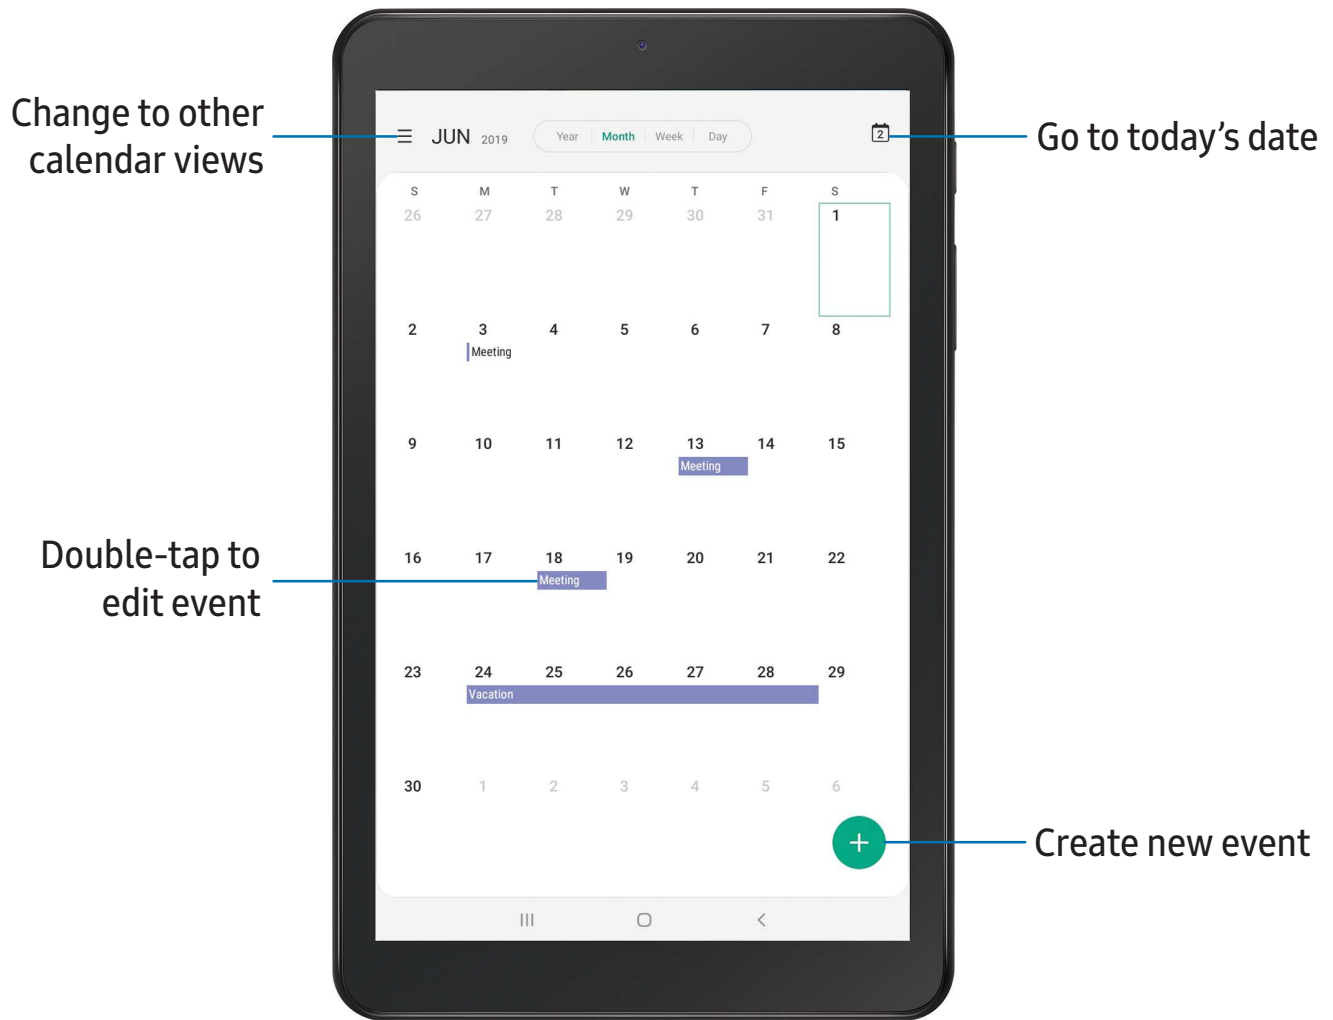 Change to other
calendar views
JUN 2019 Year Month Week Day 2
Go to today's date
S M T W T F S
26 27 28 29 30 31 1
2 3 4 5 6 7 8
Meeting
9 10 11 12 13 14 15
Meeting
Double-tap to
edit event
16 17 18 19 20 21 22
Meeting
23 24 25 26 27 28 29
Vacation
30 1 2 3 4 5 6
Create new event